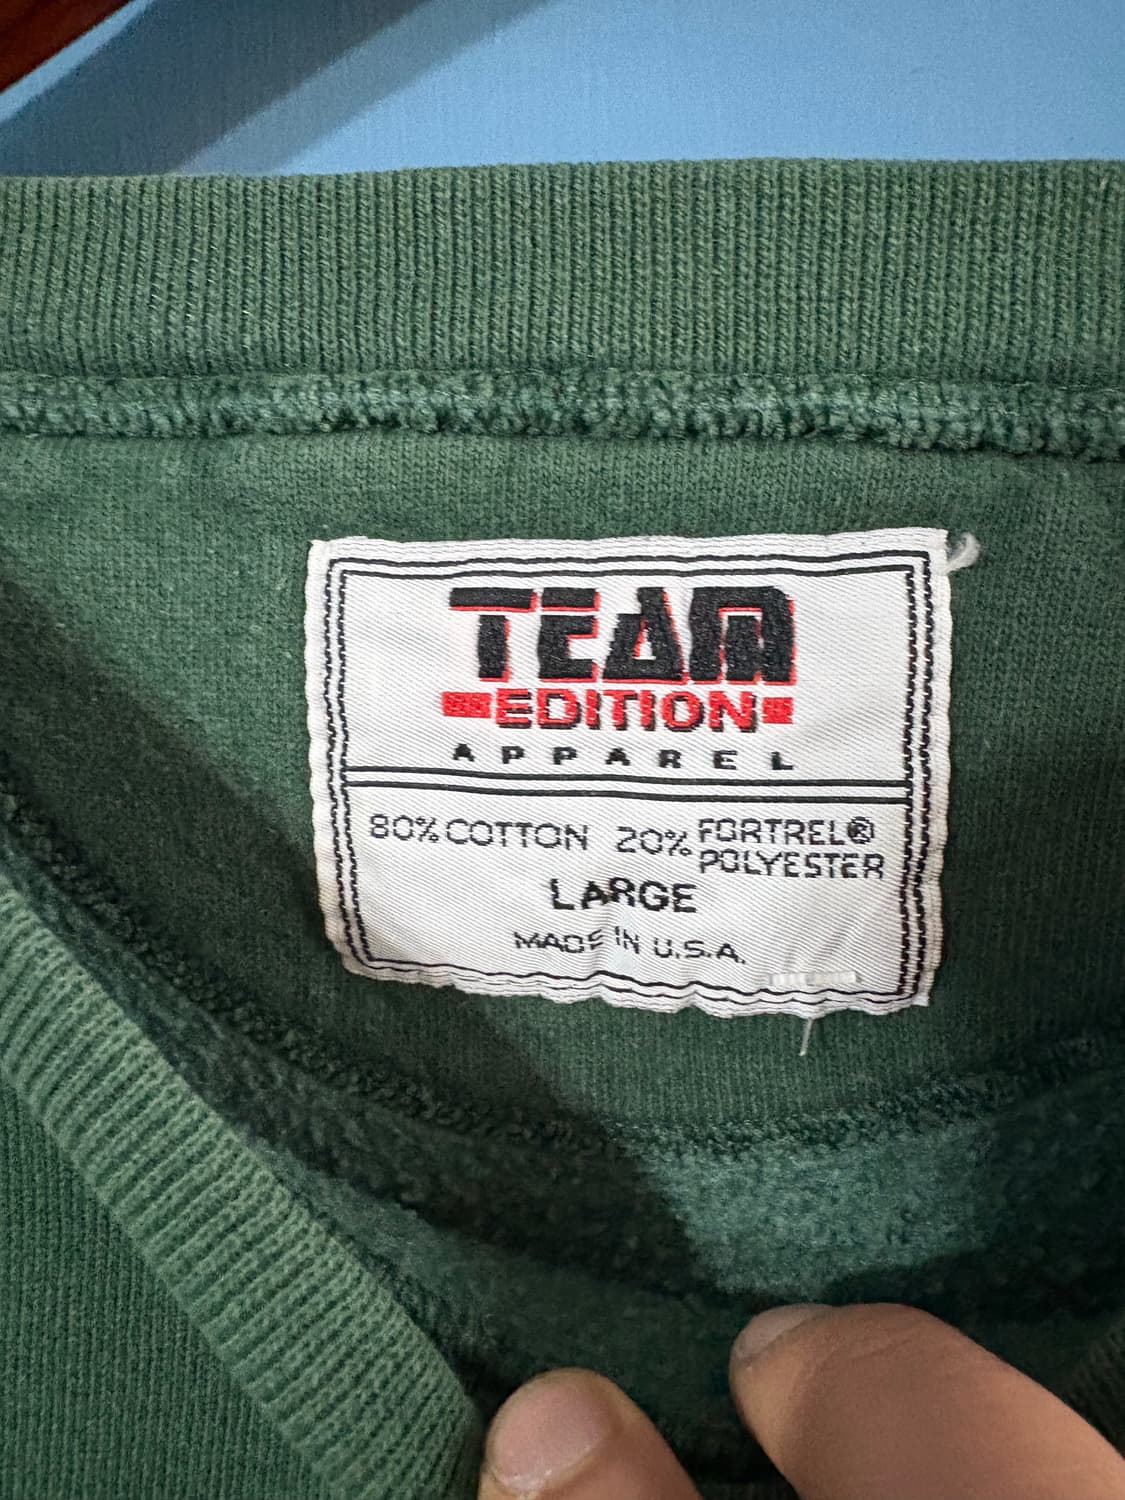 TEAM
EDITION
APPAREL
80% COTTON 20% FORTREL®
POLYESTER
LARGE
MADE IN U.S.A.